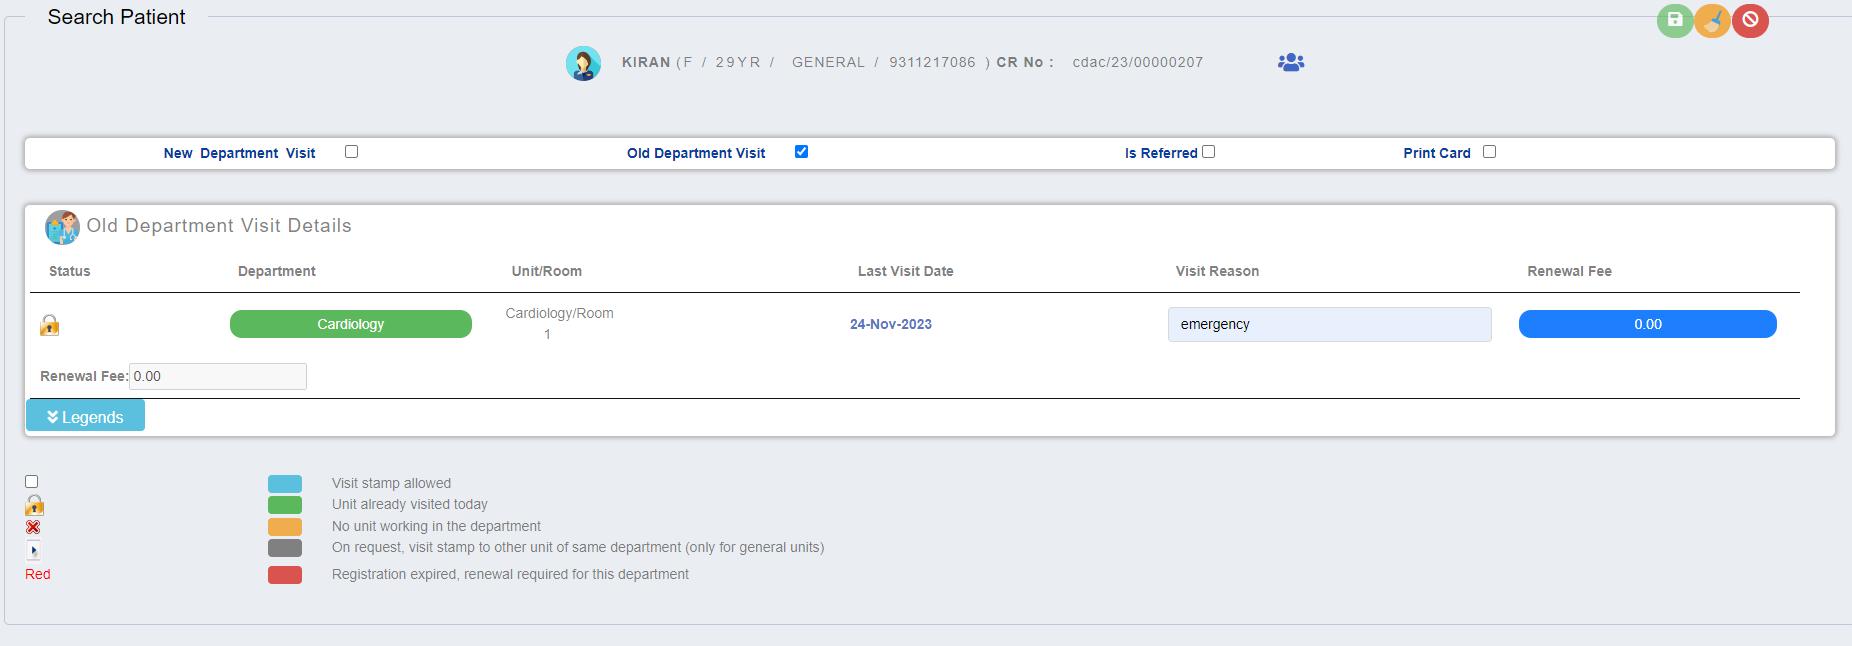 Search Patient
KIRAN (F / 29YR / GENERAL / 9311217086 ) CR No : cdac/23/00000207
New Department Visit Old Department Visit Is Referred Print Card
Old Department Visit Details
Status Department Unit/Room Last Visit Date Visit Reason Renewal Fee
Cardiology Cardiology/Room 1 24-Nov-2023 emergency 0.00
Renewal Fee: 0.00
Legends
Visit stamp allowed
Unit already visited today
No unit working in the department
On request, visit stamp to other unit of same department (only for general units)
Red Registration expired, renewal required for this department